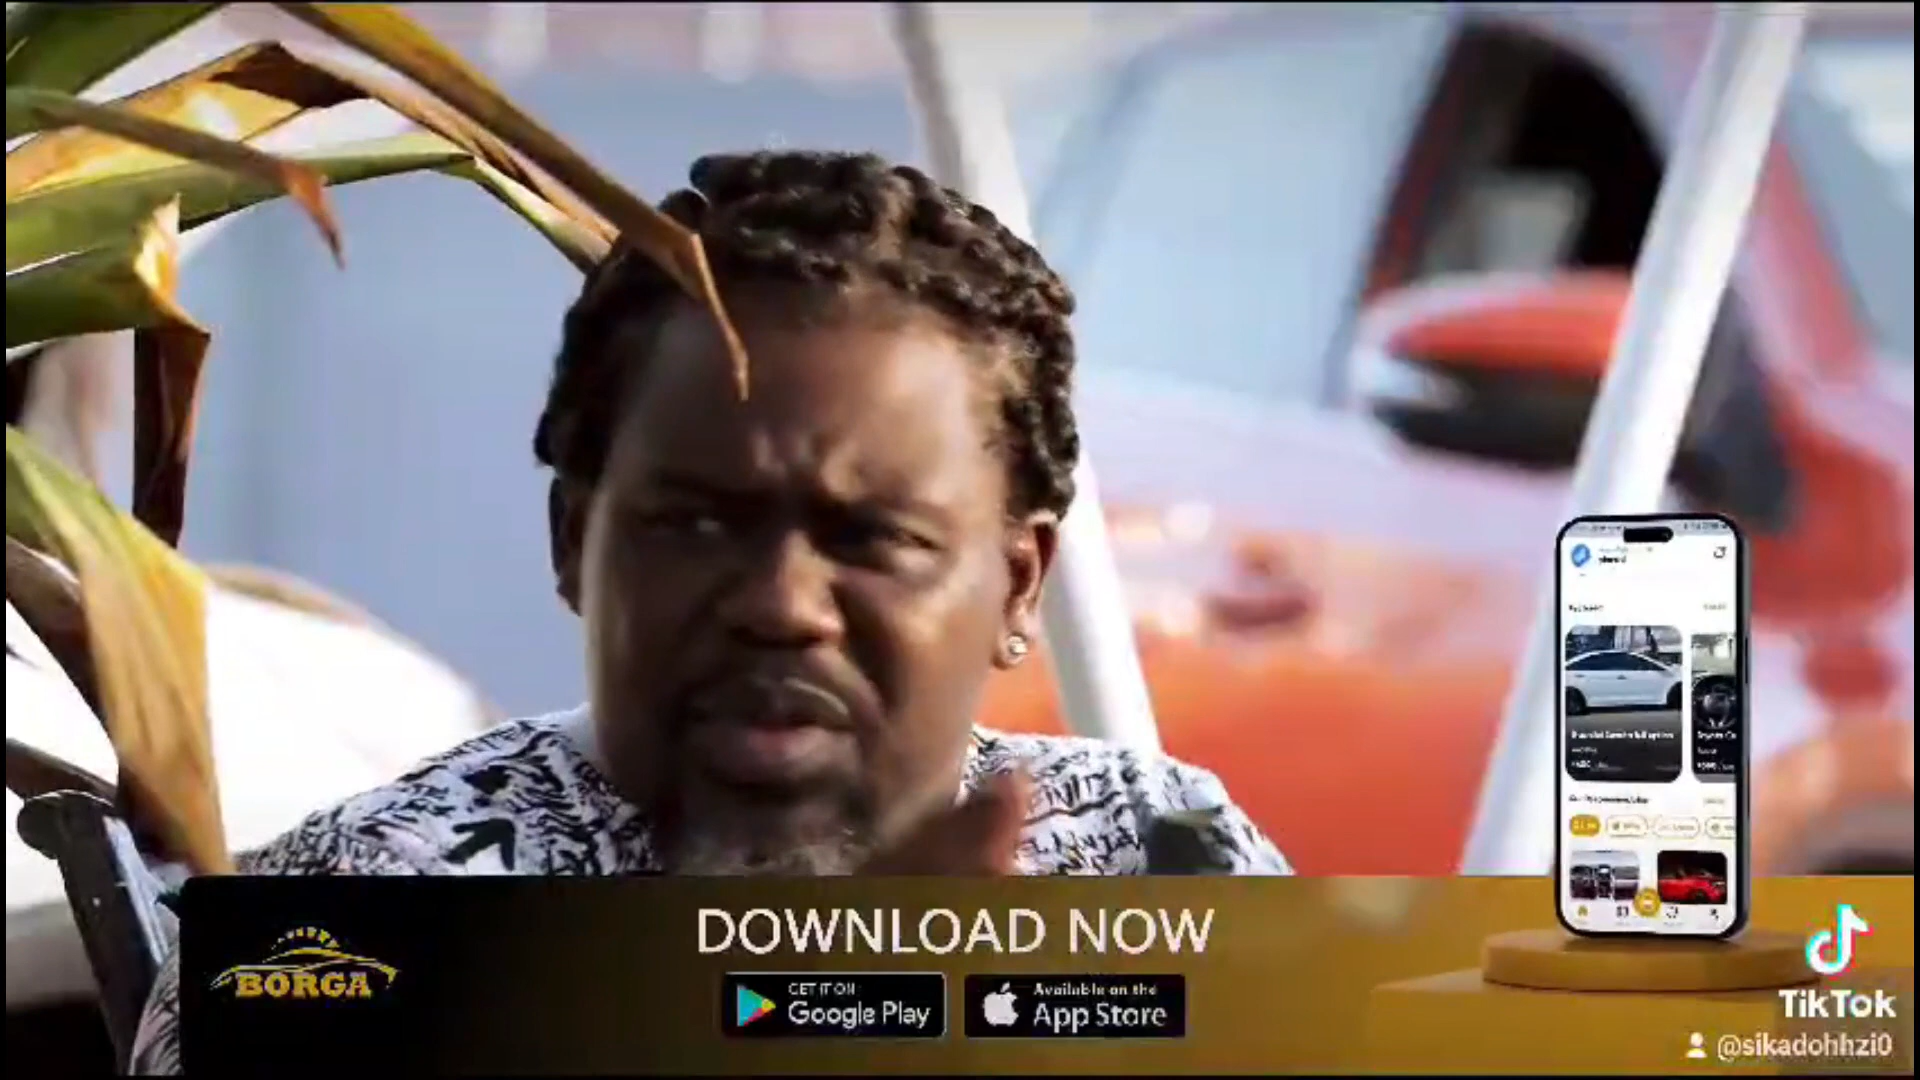 DOWNLOAD NOW
BORGA
GET IT ON
Google Play
Available on the
App Store
TikTok
@sikadohhzi0